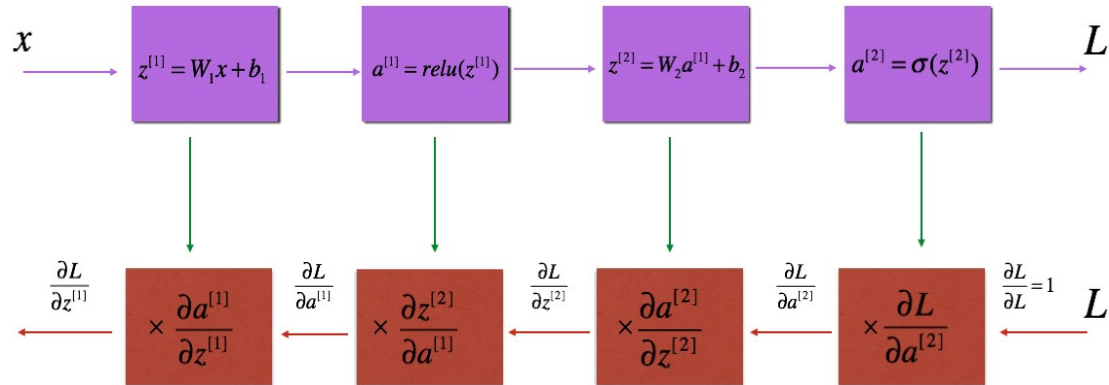 x
z^{[1]} = W_1x + b_1
a^{[1]} = relu(z^{[1]})
z^{[2]} = W_2a^{[1]} + b_2
a^{[2]} = σ(z^{[2]})
L
∂L/∂z^{[1]}
× ∂a^{[1]}/∂z^{[1]}
∂L/∂a^{[1]}
× ∂z^{[2]}/∂a^{[1]}
∂L/∂z^{[2]}
× ∂a^{[2]}/∂z^{[2]}
∂L/∂a^{[2]}
× ∂L/∂a^{[2]}
∂L/∂L = 1
L